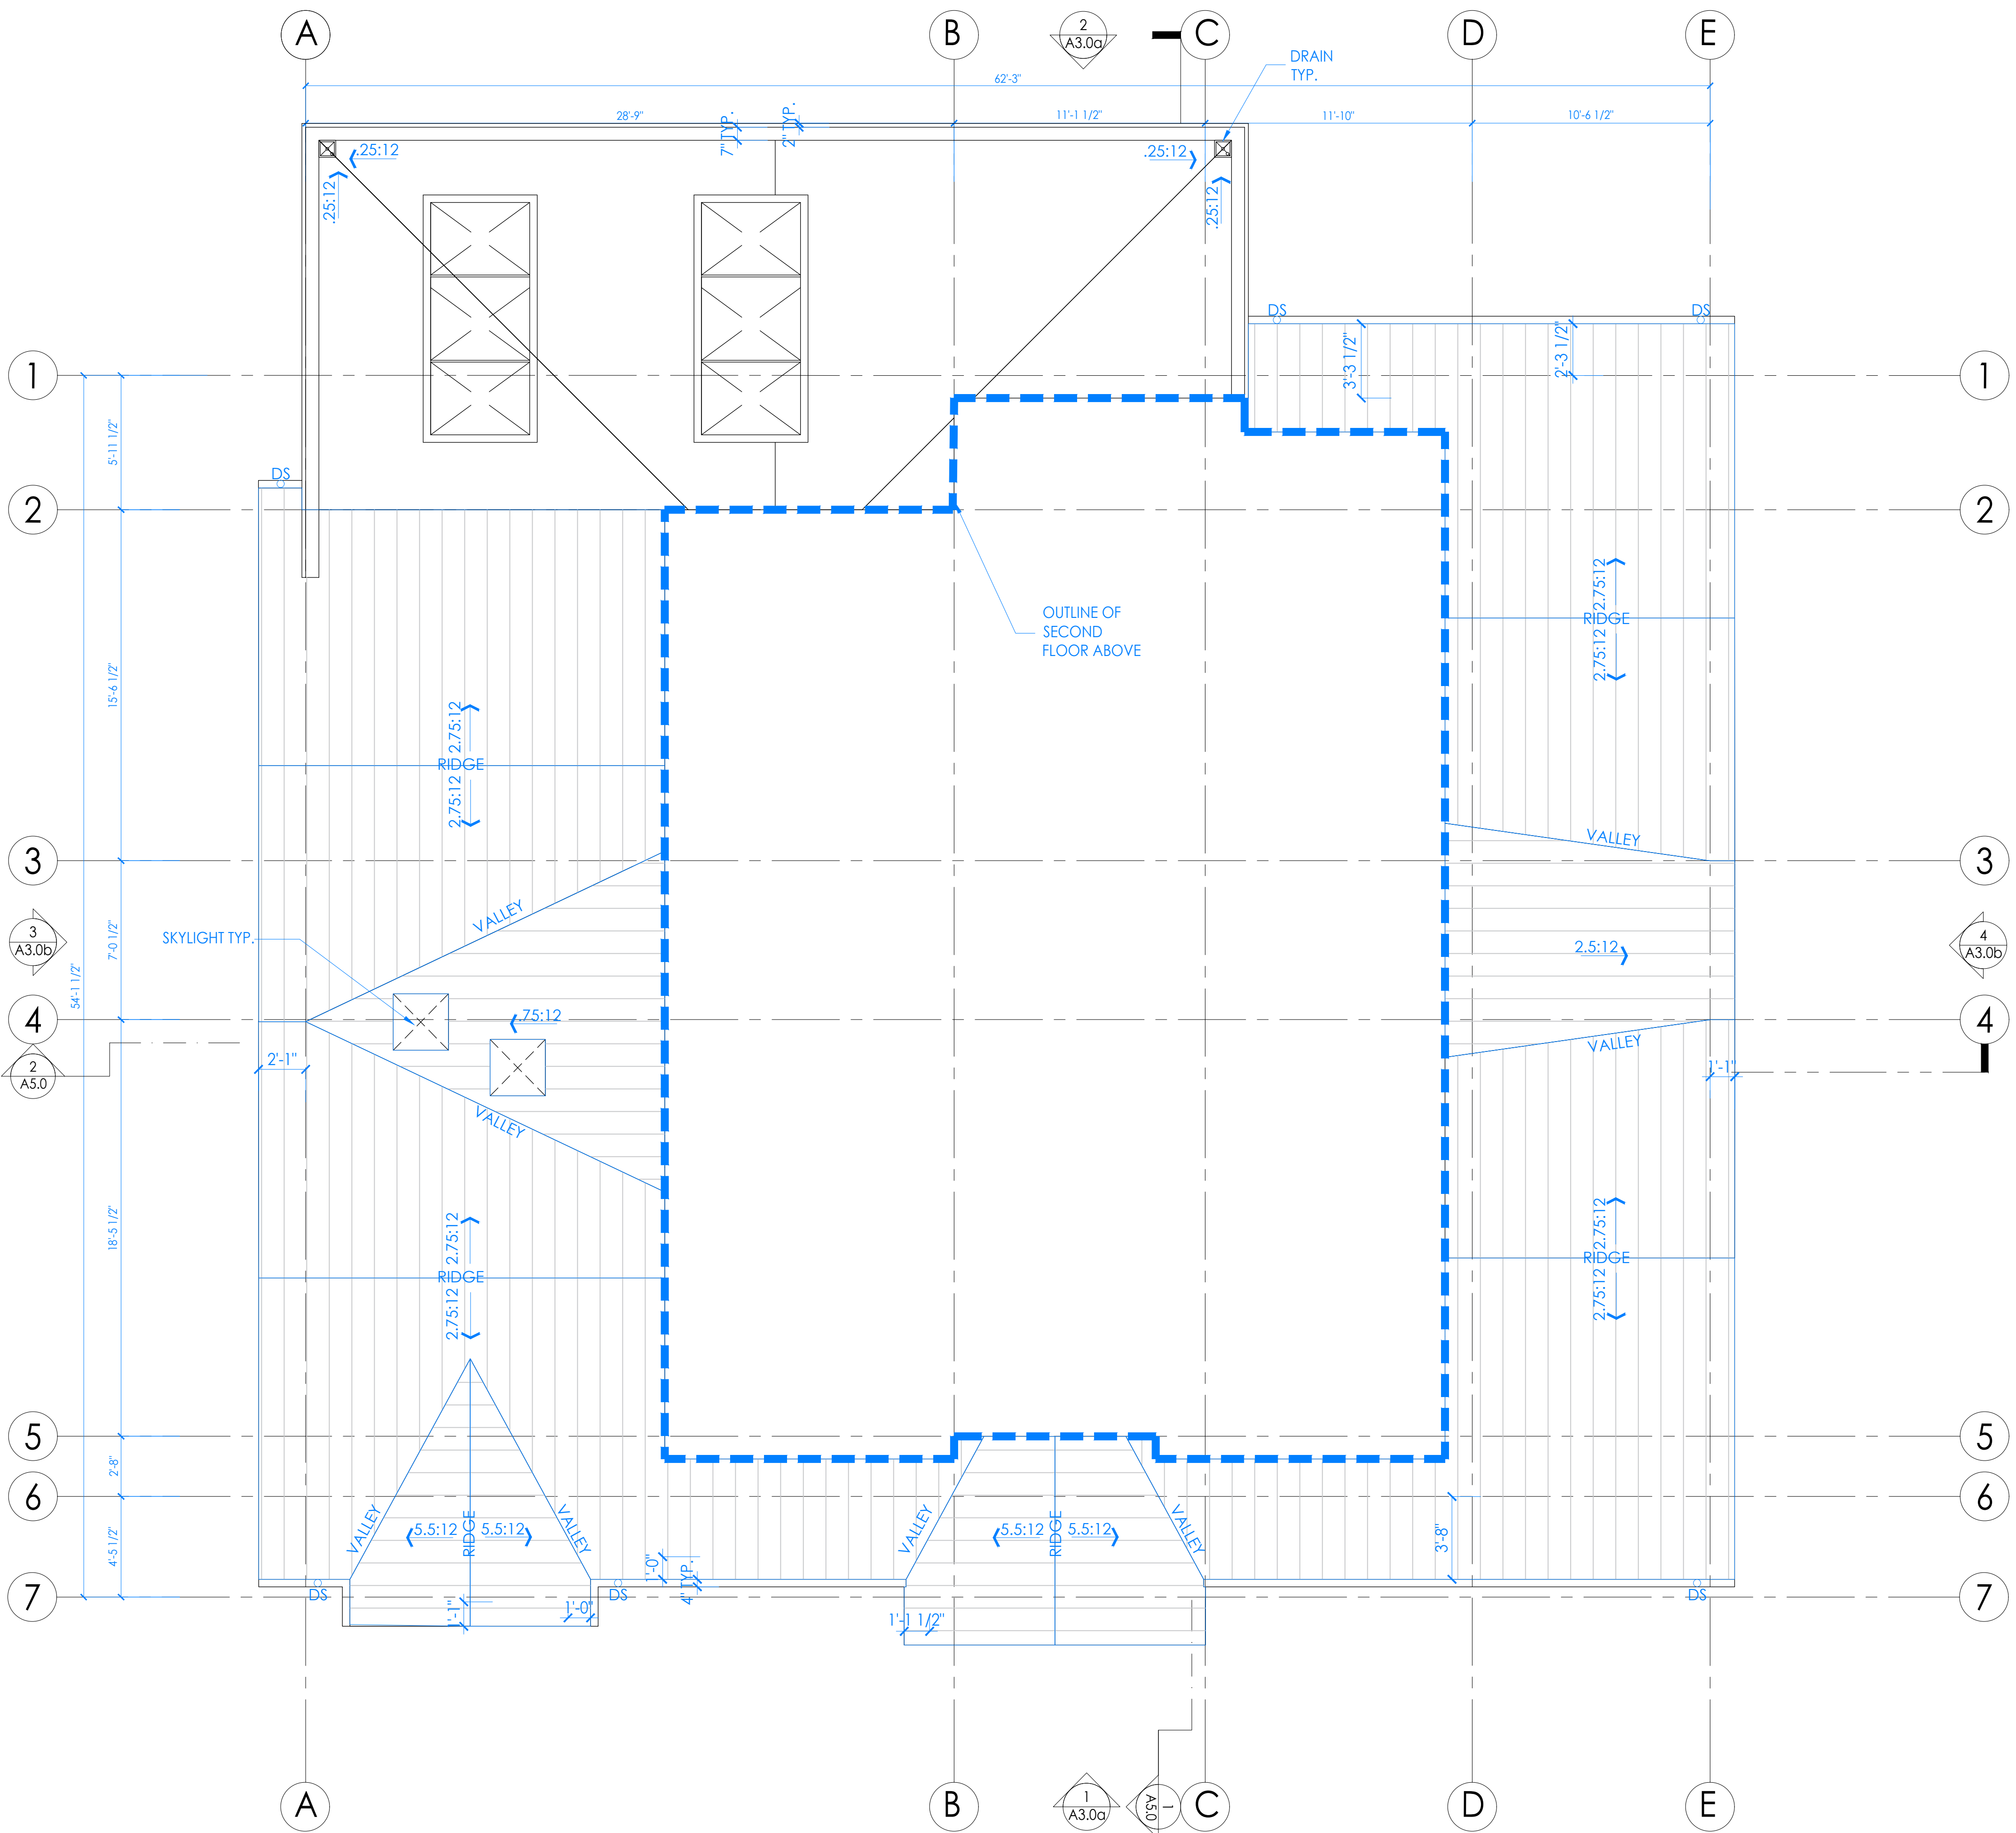 A
B
2
A3.0a
C
D
E
DRAIN
TYP.
62'-3"
28'-9"
7" TYP.
2" TYP.
11'-1 1/2"
11'-10"
10'-6 1/2"
.25:12
.25:12
.25:12
.25:12
DS
DS
3'-3 1/2"
2'-3 1/2"
1
1
5'-11 1/2"
DS
2
2
OUTLINE OF
SECOND
FLOOR ABOVE
2.75:12
RIDGE
2.75:12
15'-6 1/2"
2.75:12
RIDGE
2.75:12
VALLEY
3
3
VALLEY
SKYLIGHT TYP.
3
A3.0b
7'-0 1/2"
54'-1 1/2"
2.5:12
4
A3.0b
.75:12
4
4
VALLEY
2'-1"
1'-1"
2
A5.0
VALLEY
18'-5 1/2"
2.75:12
RIDGE
2.75:12
2.75:12
RIDGE
2.75:12
5
5
2'-8"
6
6
VALLEY
5.5:12
RIDGE
5.5:12
VALLEY
VALLEY
5.5:12
RIDGE
5.5:12
VALLEY
3'-8"
4'-5 1/2"
1'-0"
4" TYP.
DS
DS
DS
7
7
1'-1"
1'-0"
1'-1 1/2"
A
B
1
A3.0a
1
A5.0
C
D
E